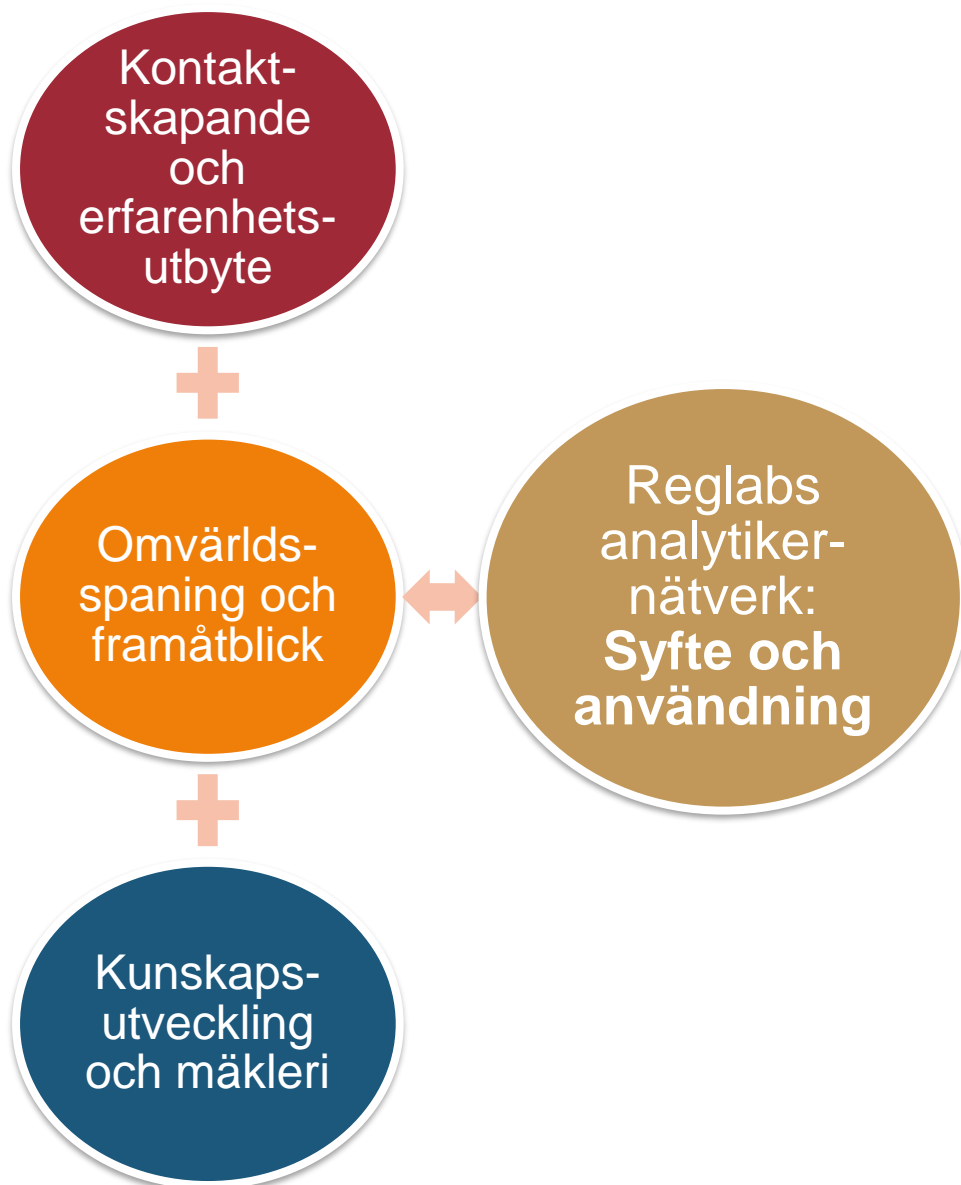 Kontakt-
skapande
och
erfarenhets-
utbyte
Omvärlds-
spaning och
framåtblick
Kunskaps-
utveckling
och mäkleri
Reglabs
analytiker-
nätverk:
Syfte och
användning